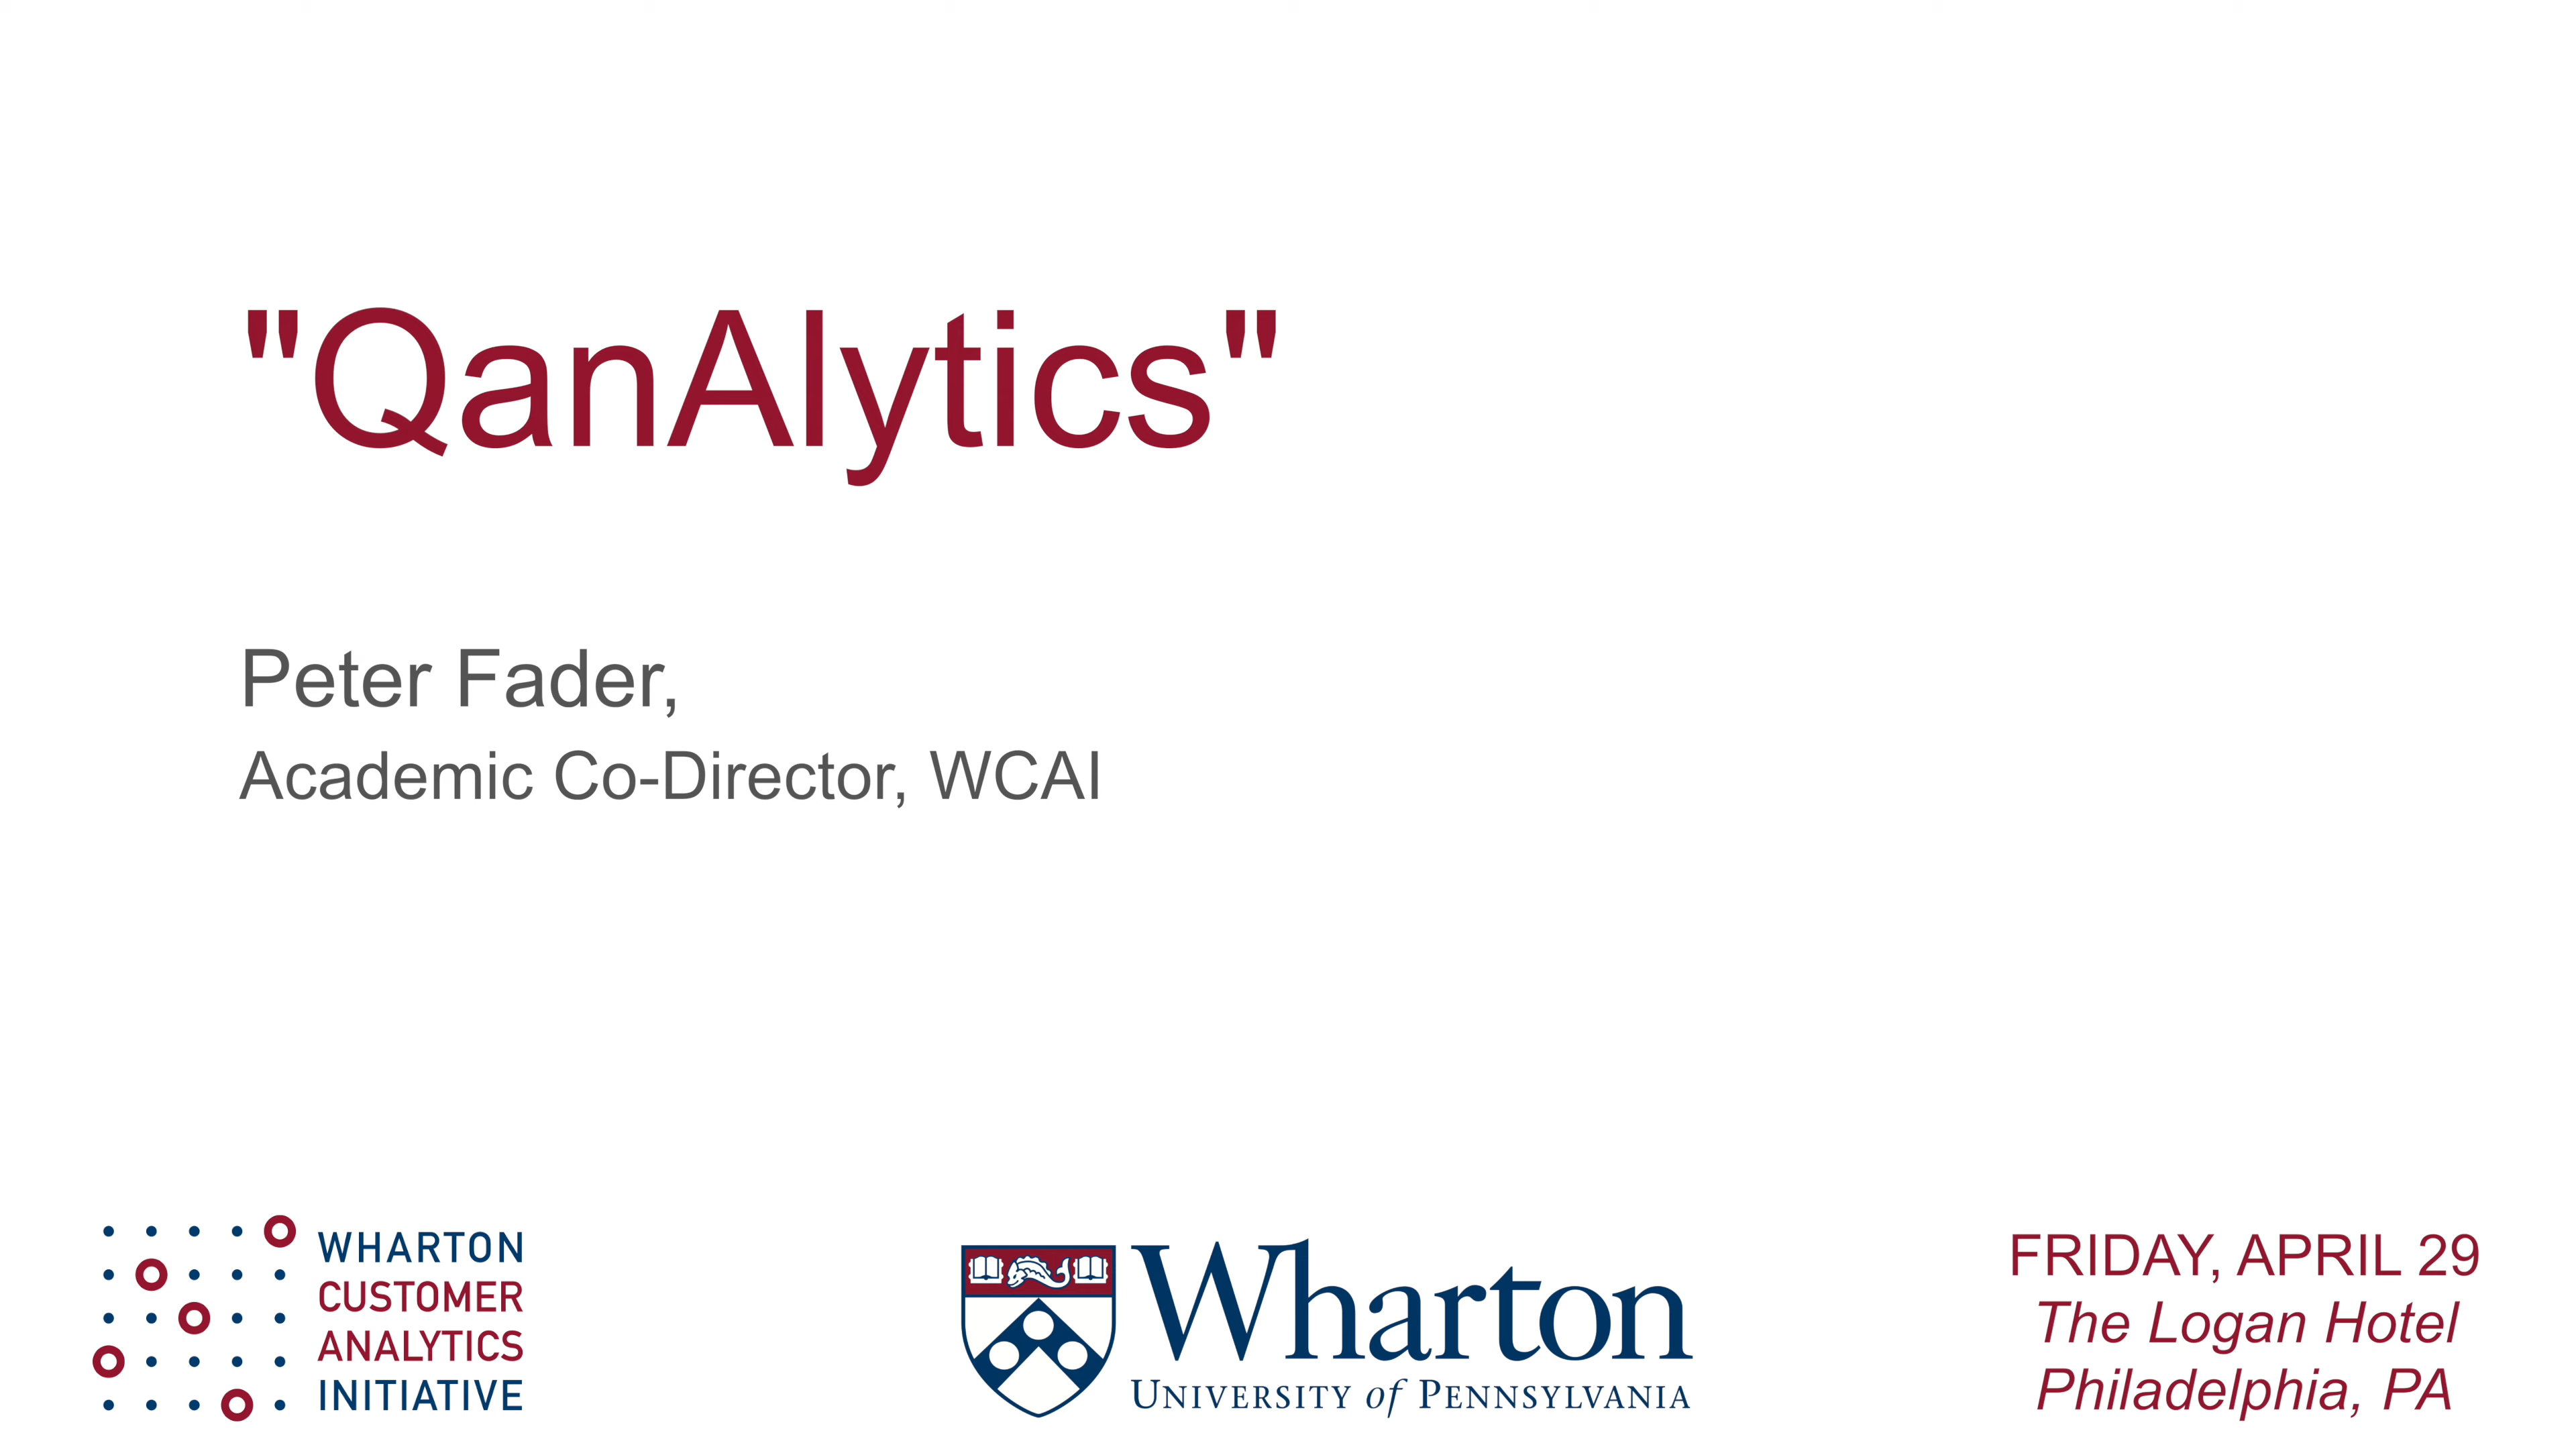 "QanAlytics"
Peter Fader,
Academic Co-Director, WCAI
WHARTON
CUSTOMER
ANALYTICS
INITIATIVE
Wharton
UNIVERSITY of PENNSYLVANIA
FRIDAY, APRIL 29
The Logan Hotel
Philadelphia, PA